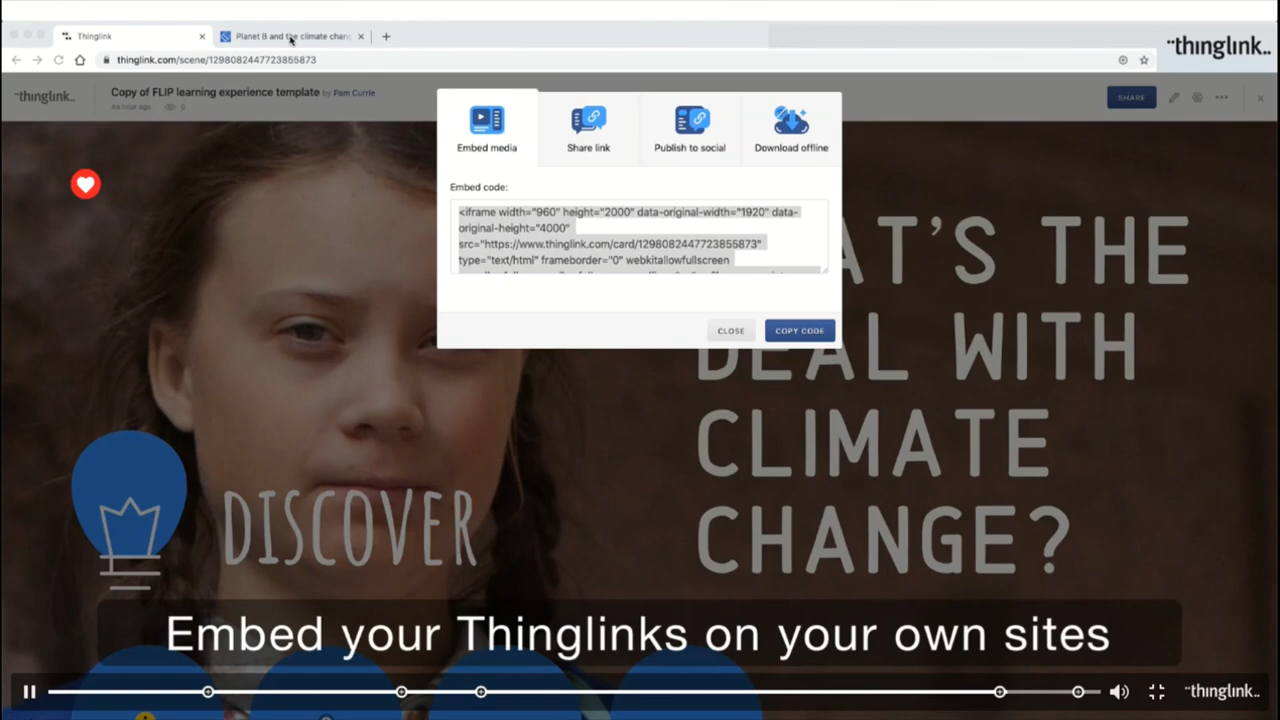 Thinglink
Planet B and the climate chang
thinglink..
thinglink.com/scene/1298082447723855873
thinglink..
Copy of FLIP learning experience template by Pam Currie
An hour ago
0
SHARE
Embed media
Share link
Publish to social
Download offline
Embed code:
<iframe width="960" height="2000" data-original-width="1920" data-
original-height="4000"
src="https://www.thinglink.com/card/1298082447723855873"
type="text/html" frameborder="0" webkitallowfullscreen
CLOSE
COPY CODE
AT'S THE
DEAL WITH
CLIMATE
CHANGE?
DISCOVER
Embed your Thinglinks on your own sites
thinglink..